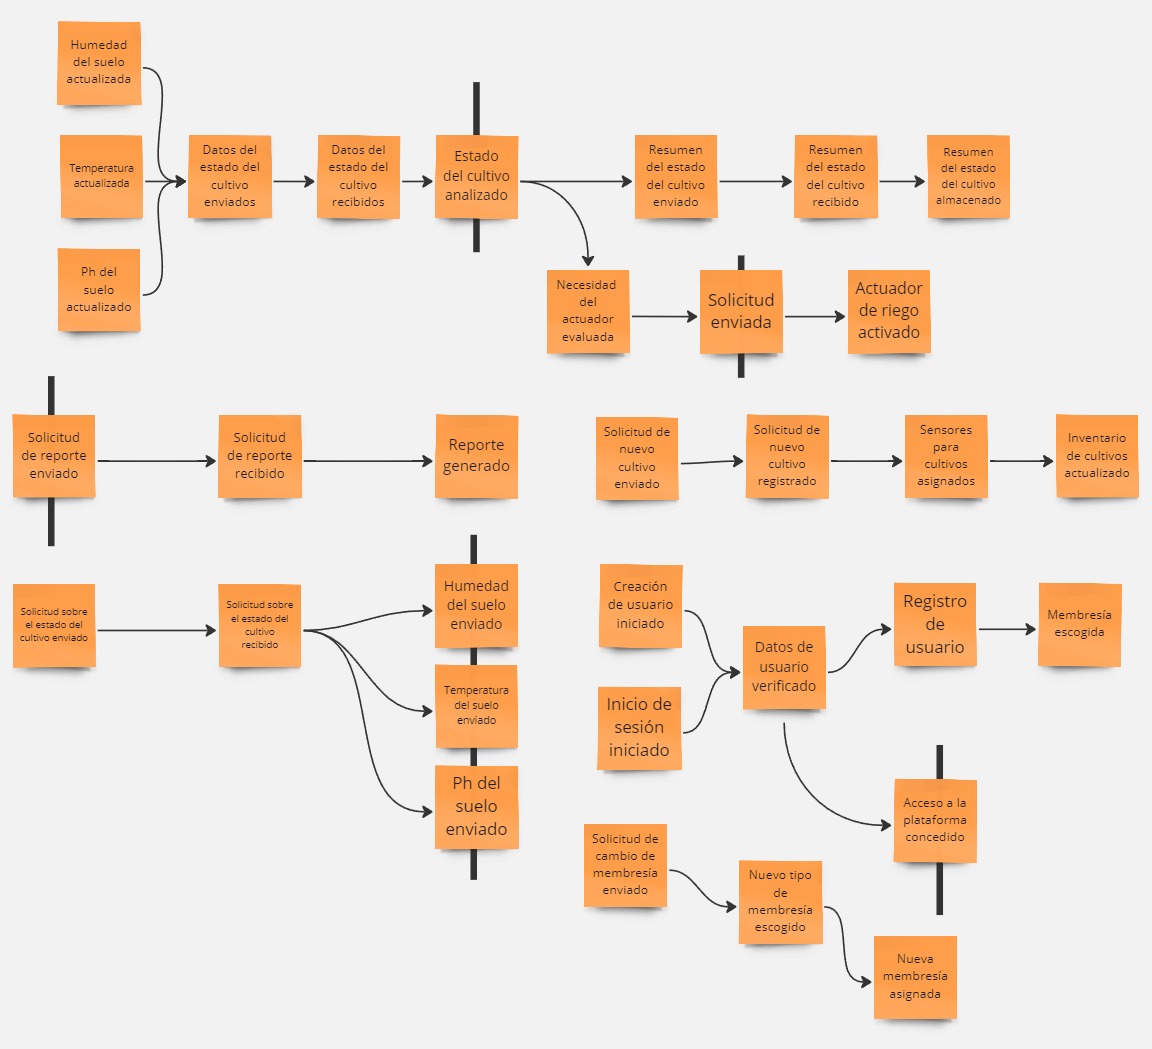 Humedad
del suelo
actualizada
Temperatura
actualizada
Ph del
suelo
actualizado
Datos del
estado del
cultivo
enviados
Datos del
estado del
cultivo
recibidos
Estado
del cultivo
analizado
Resumen
del estado
del cultivo
enviado
Resumen
del estado
del cultivo
recibido
Resumen
del estado
del cultivo
almacenado
Necesidad
del
actuador
evaluada
Solicitud
enviada
Actuador
de riego
activado
Solicitud
de reporte
enviado
Solicitud
de reporte
recibido
Reporte
generado
Solicitud de
nuevo
cultivo
enviado
Solicitud de
nuevo
cultivo
registrado
Sensores
para
cultivos
asignados
Inventario
de cultivos
actualizado
Solicitud sobre
el estado del
cultivo enviado
Solicitud sobre
el estado del
cultivo
recibido
Humedad
del suelo
enviado
Temperatura
del suelo
enviado
Ph del
suelo
enviado
Creación
de usuario
iniciado
Inicio de
sesión
iniciado
Datos de
usuario
verificado
Registro
de
usuario
Membresía
escogida
Acceso a la
plataforma
concedido
Solicitud de
cambio de
membresía
enviado
Nuevo tipo
de
membresía
escogido
Nueva
membresía
asignada